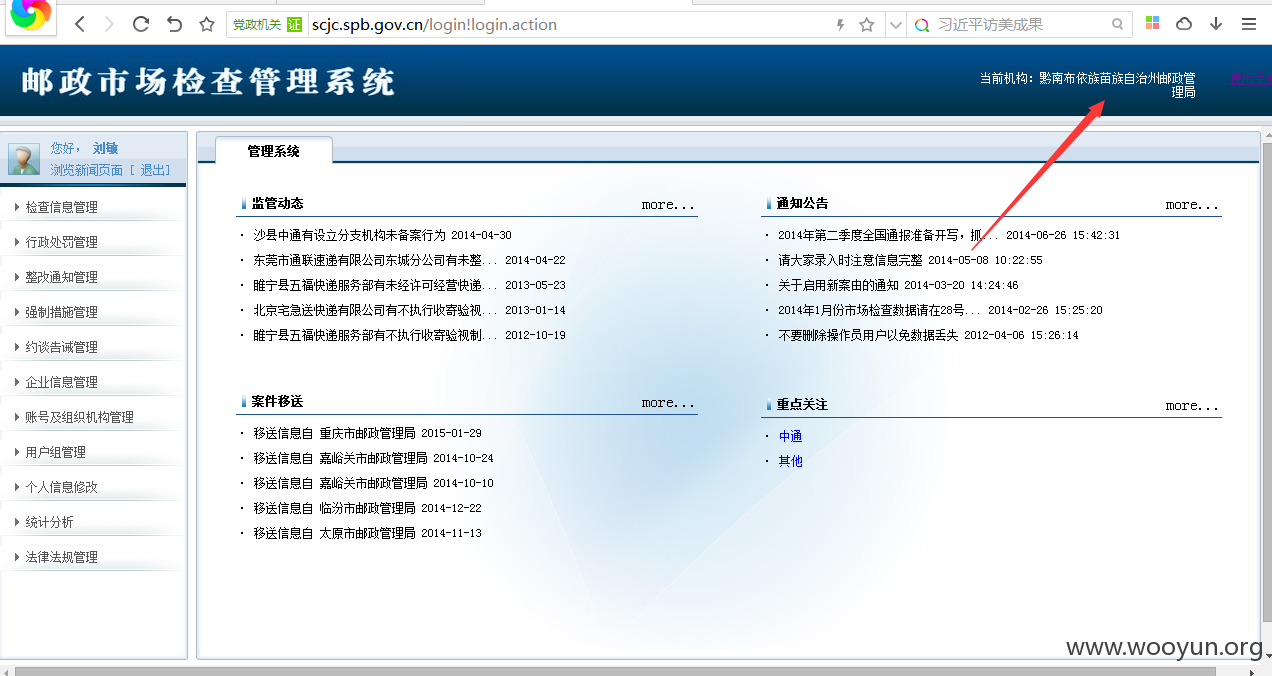 党政机关 证 scjc.spb.gov.cn/login!login.action 习近平访美成果
邮政市场检查管理系统
当前机构：黔南布依族苗族自治州邮政管
理局
您好， 刘敏
浏览新闻页面 [ 退出]
检查信息管理
行政处罚管理
整改通知管理
强制措施管理
约谈告诫管理
企业信息管理
账号及组织机构管理
用户组管理
个人信息修改
统计分析
法律法规管理
管理系统
监管动态 more...
· 沙县中通有设立分支机构未备案行为 2014-04-30
· 东莞市通联速递有限公司东城分公司有未整... 2014-04-22
· 睢宁县五福快递服务部有未经许可经营快递... 2013-05-23
· 北京宅急送快递有限公司有不执行收寄验视... 2013-01-14
· 睢宁县五福快递服务部有不执行收寄验视制... 2012-10-19
通知公告 more...
· 2014年第二季度全国通报准备开写，抓... 2014-06-26 15:42:31
· 请大家录入时注意信息完整 2014-05-08 10:22:55
· 关于启用新案由的通知 2014-03-20 14:24:46
· 2014年1月份市场检查数据请在28号... 2014-02-26 15:25:20
· 不要删除操作员用户以免数据丢失 2012-04-06 15:26:14
案件移送 more...
· 移送信息自 重庆市邮政管理局 2015-01-29
· 移送信息自 嘉峪关市邮政管理局 2014-10-24
· 移送信息自 嘉峪关市邮政管理局 2014-10-10
· 移送信息自 临汾市邮政管理局 2014-12-22
· 移送信息自 太原市邮政管理局 2014-11-13
重点关注 more...
· 中通
· 其他
www.wooyun.org